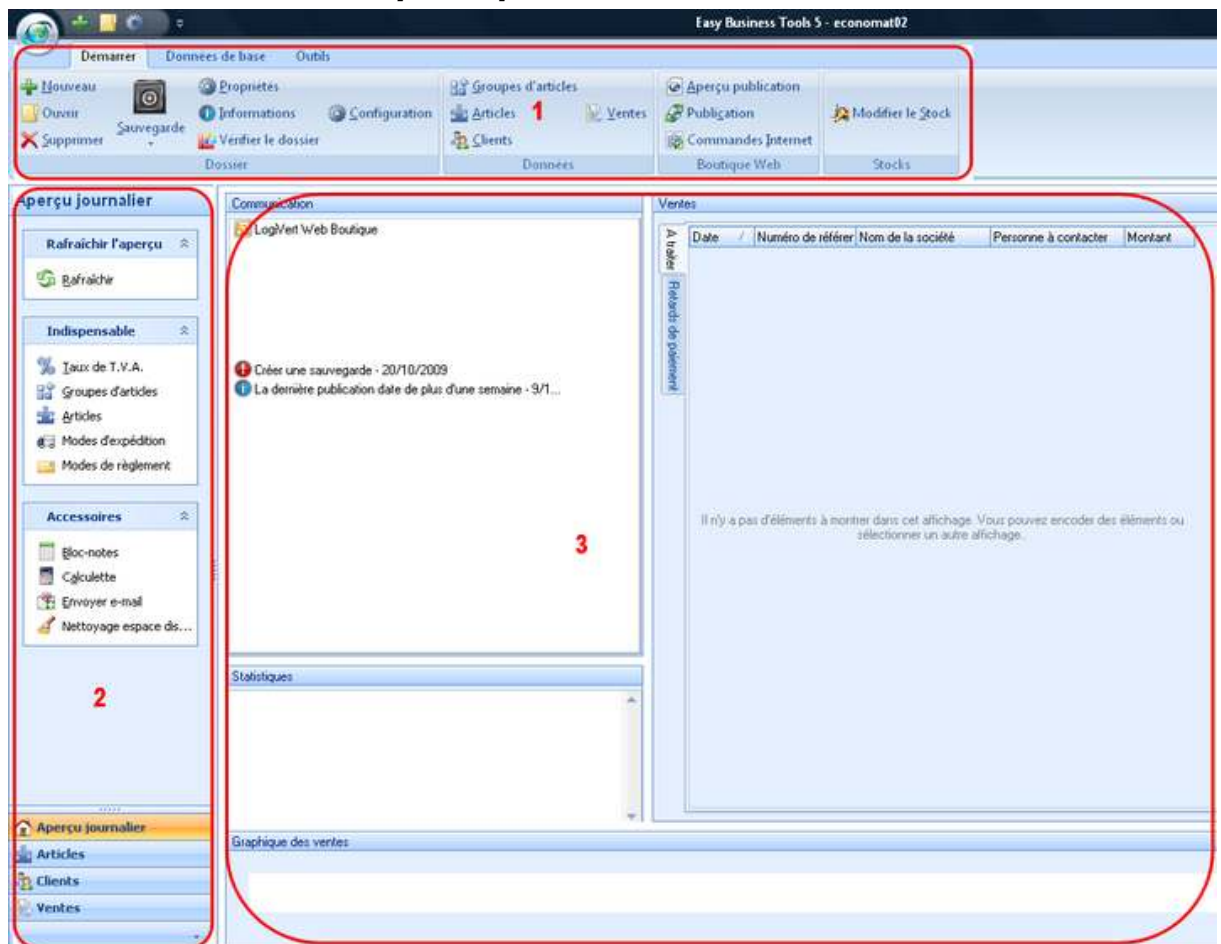 Easy Business Tools 5 - economat02
Demarrer Donnees de base Outils
Nouveau
Ouvrir
Supprimer
Sauvegarde
Propriétés
Informations
Vérifier le dossier
Configuration
Dossier
Groupes d'articles
Articles
Clients
1
Ventes
Donnees
Aperçu publication
Publication
Commandes Internet
Boutique Web
Modifier le Stock
Stocks
Aperçu journalier
Rafraîchir l'aperçu
Rafraîchir
Indispensable
Taux de T.V.A.
Groupes d'articles
Articles
Modes d'expédition
Modes de règlement
Accessoires
Bloc-notes
Calculette
Envoyer e-mail
Nettoyage espace dis...
2
Aperçu journalier
Articles
Clients
Ventes
Communication
LogiVert Web Boutique
Créer une sauvegarde - 20/10/2009
La dernière publication date de plus d'une semaine - 9/1...
3
Statistiques
Graphique des ventes
Ventes
A traiter
Retards de paiement
Date Numéro de référer Nom de la société Personne à contacter Montant
Il n'y a pas d'éléments à montrer dans cet affichage. Vous pouvez encoder des éléments ou
sélectionner un autre affichage.